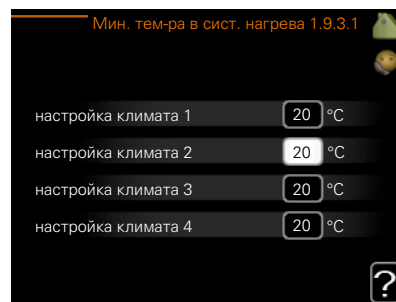 Мин. тем-ра в сист. нагрева 1.9.3.1
настройка климата 1 20 °C
настройка климата 2 20 °C
настройка климата 3 20 °C
настройка климата 4 20 °C
?